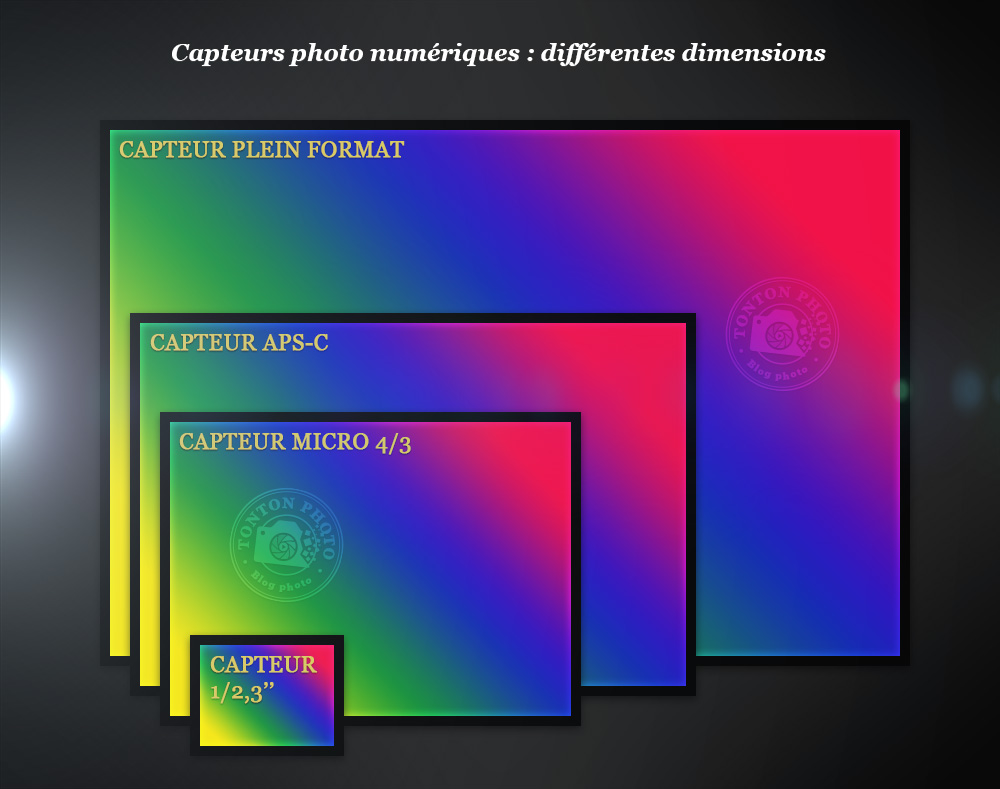 Capteurs photo numériques : différentes dimensions
CAPTEUR PLEIN FORMAT
TONTON PHOTO
Blog photo
CAPTEUR APS-C
CAPTEUR MICRO 4/3
TONTON PHOTO
Blog photo
CAPTEUR
1/2,3’’